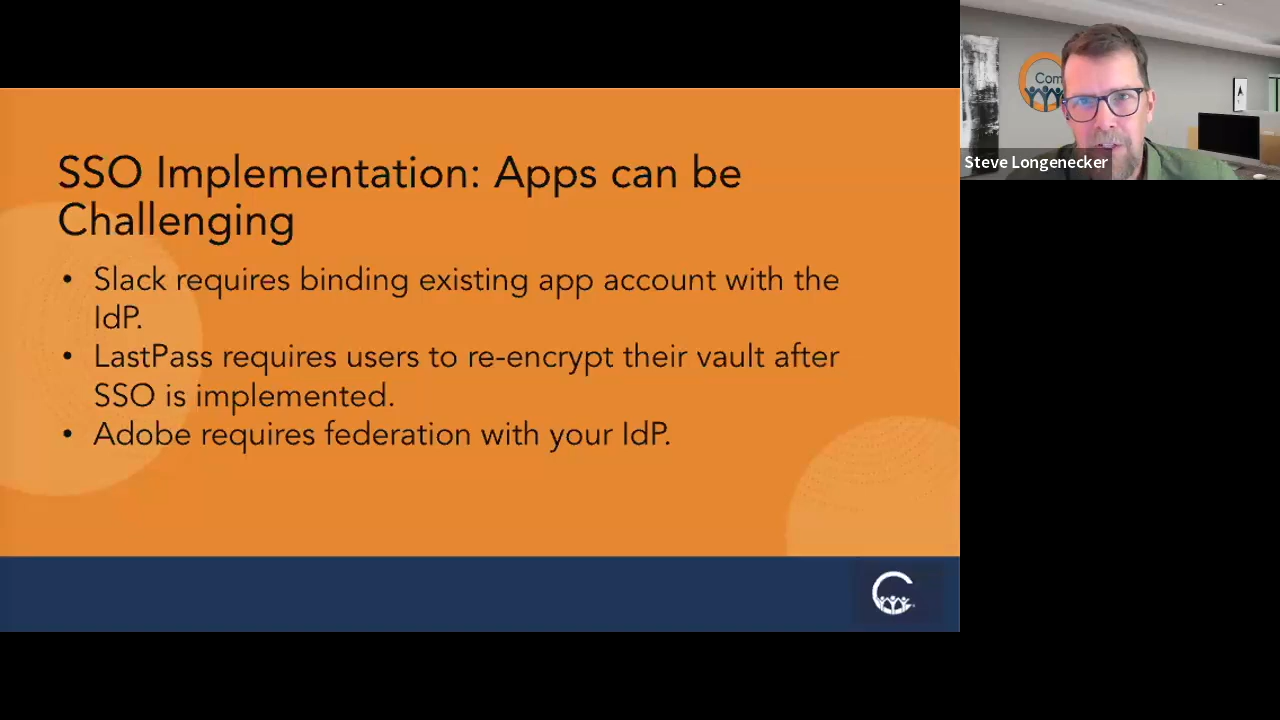 SSO Implementation: Apps can be
Challenging
• Slack requires binding existing app account with the
IdP.
• LastPass requires users to re-encrypt their vault after
SSO is implemented.
• Adobe requires federation with your IdP.
Com
Steve Longenecker